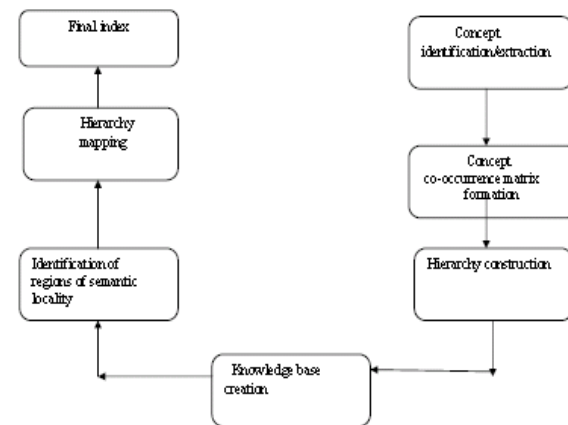 Final index
Concept
identification/extraction
Hierarchy
mapping
Concept
co-occurrence matrix
formation
Identification of
regions of semantic
locality
Hierarchy construction
Knowledge base
creation